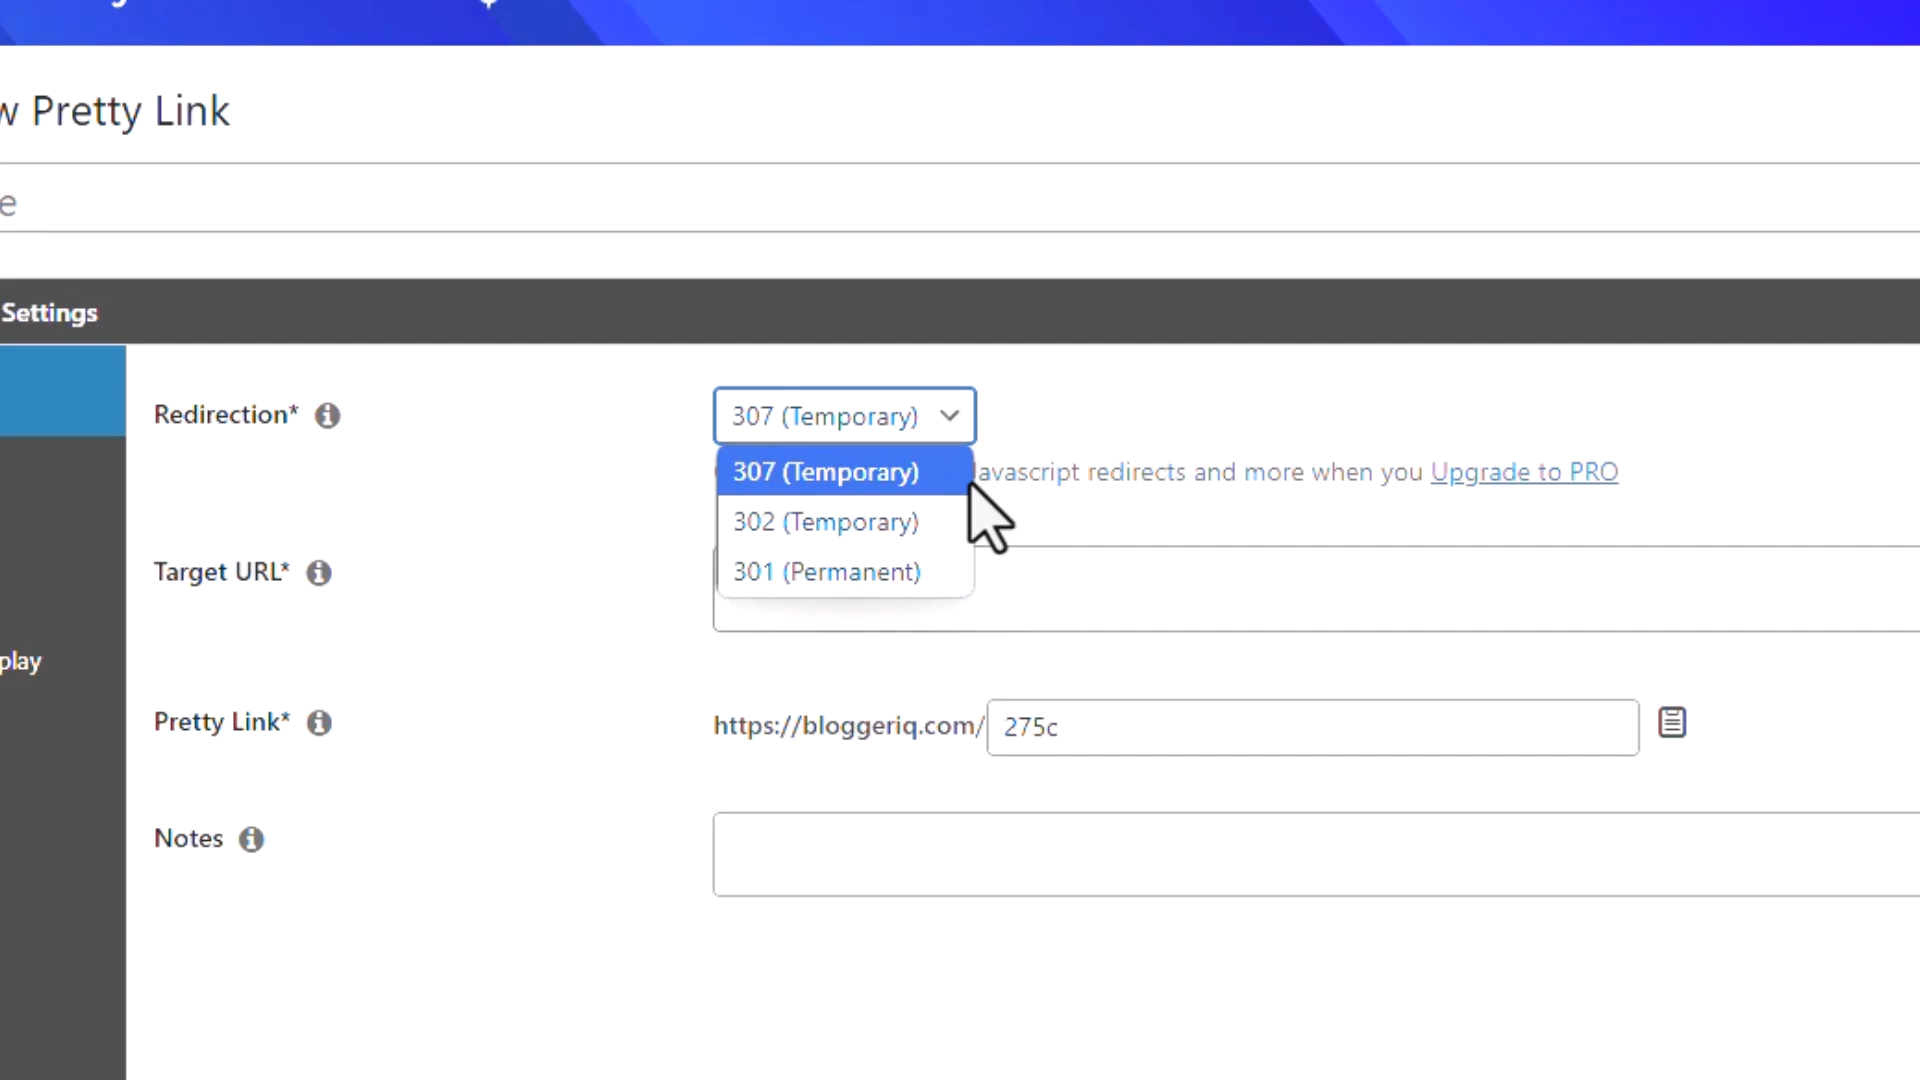 w Pretty Link
e
Settings
Redirection*
307 (Temporary)
307 (Temporary)
avascript redirects and more when you Upgrade to PRO
302 (Temporary)
301 (Permanent)
Target URL*
play
Pretty Link*
https://bloggeriq.com/
275c
Notes